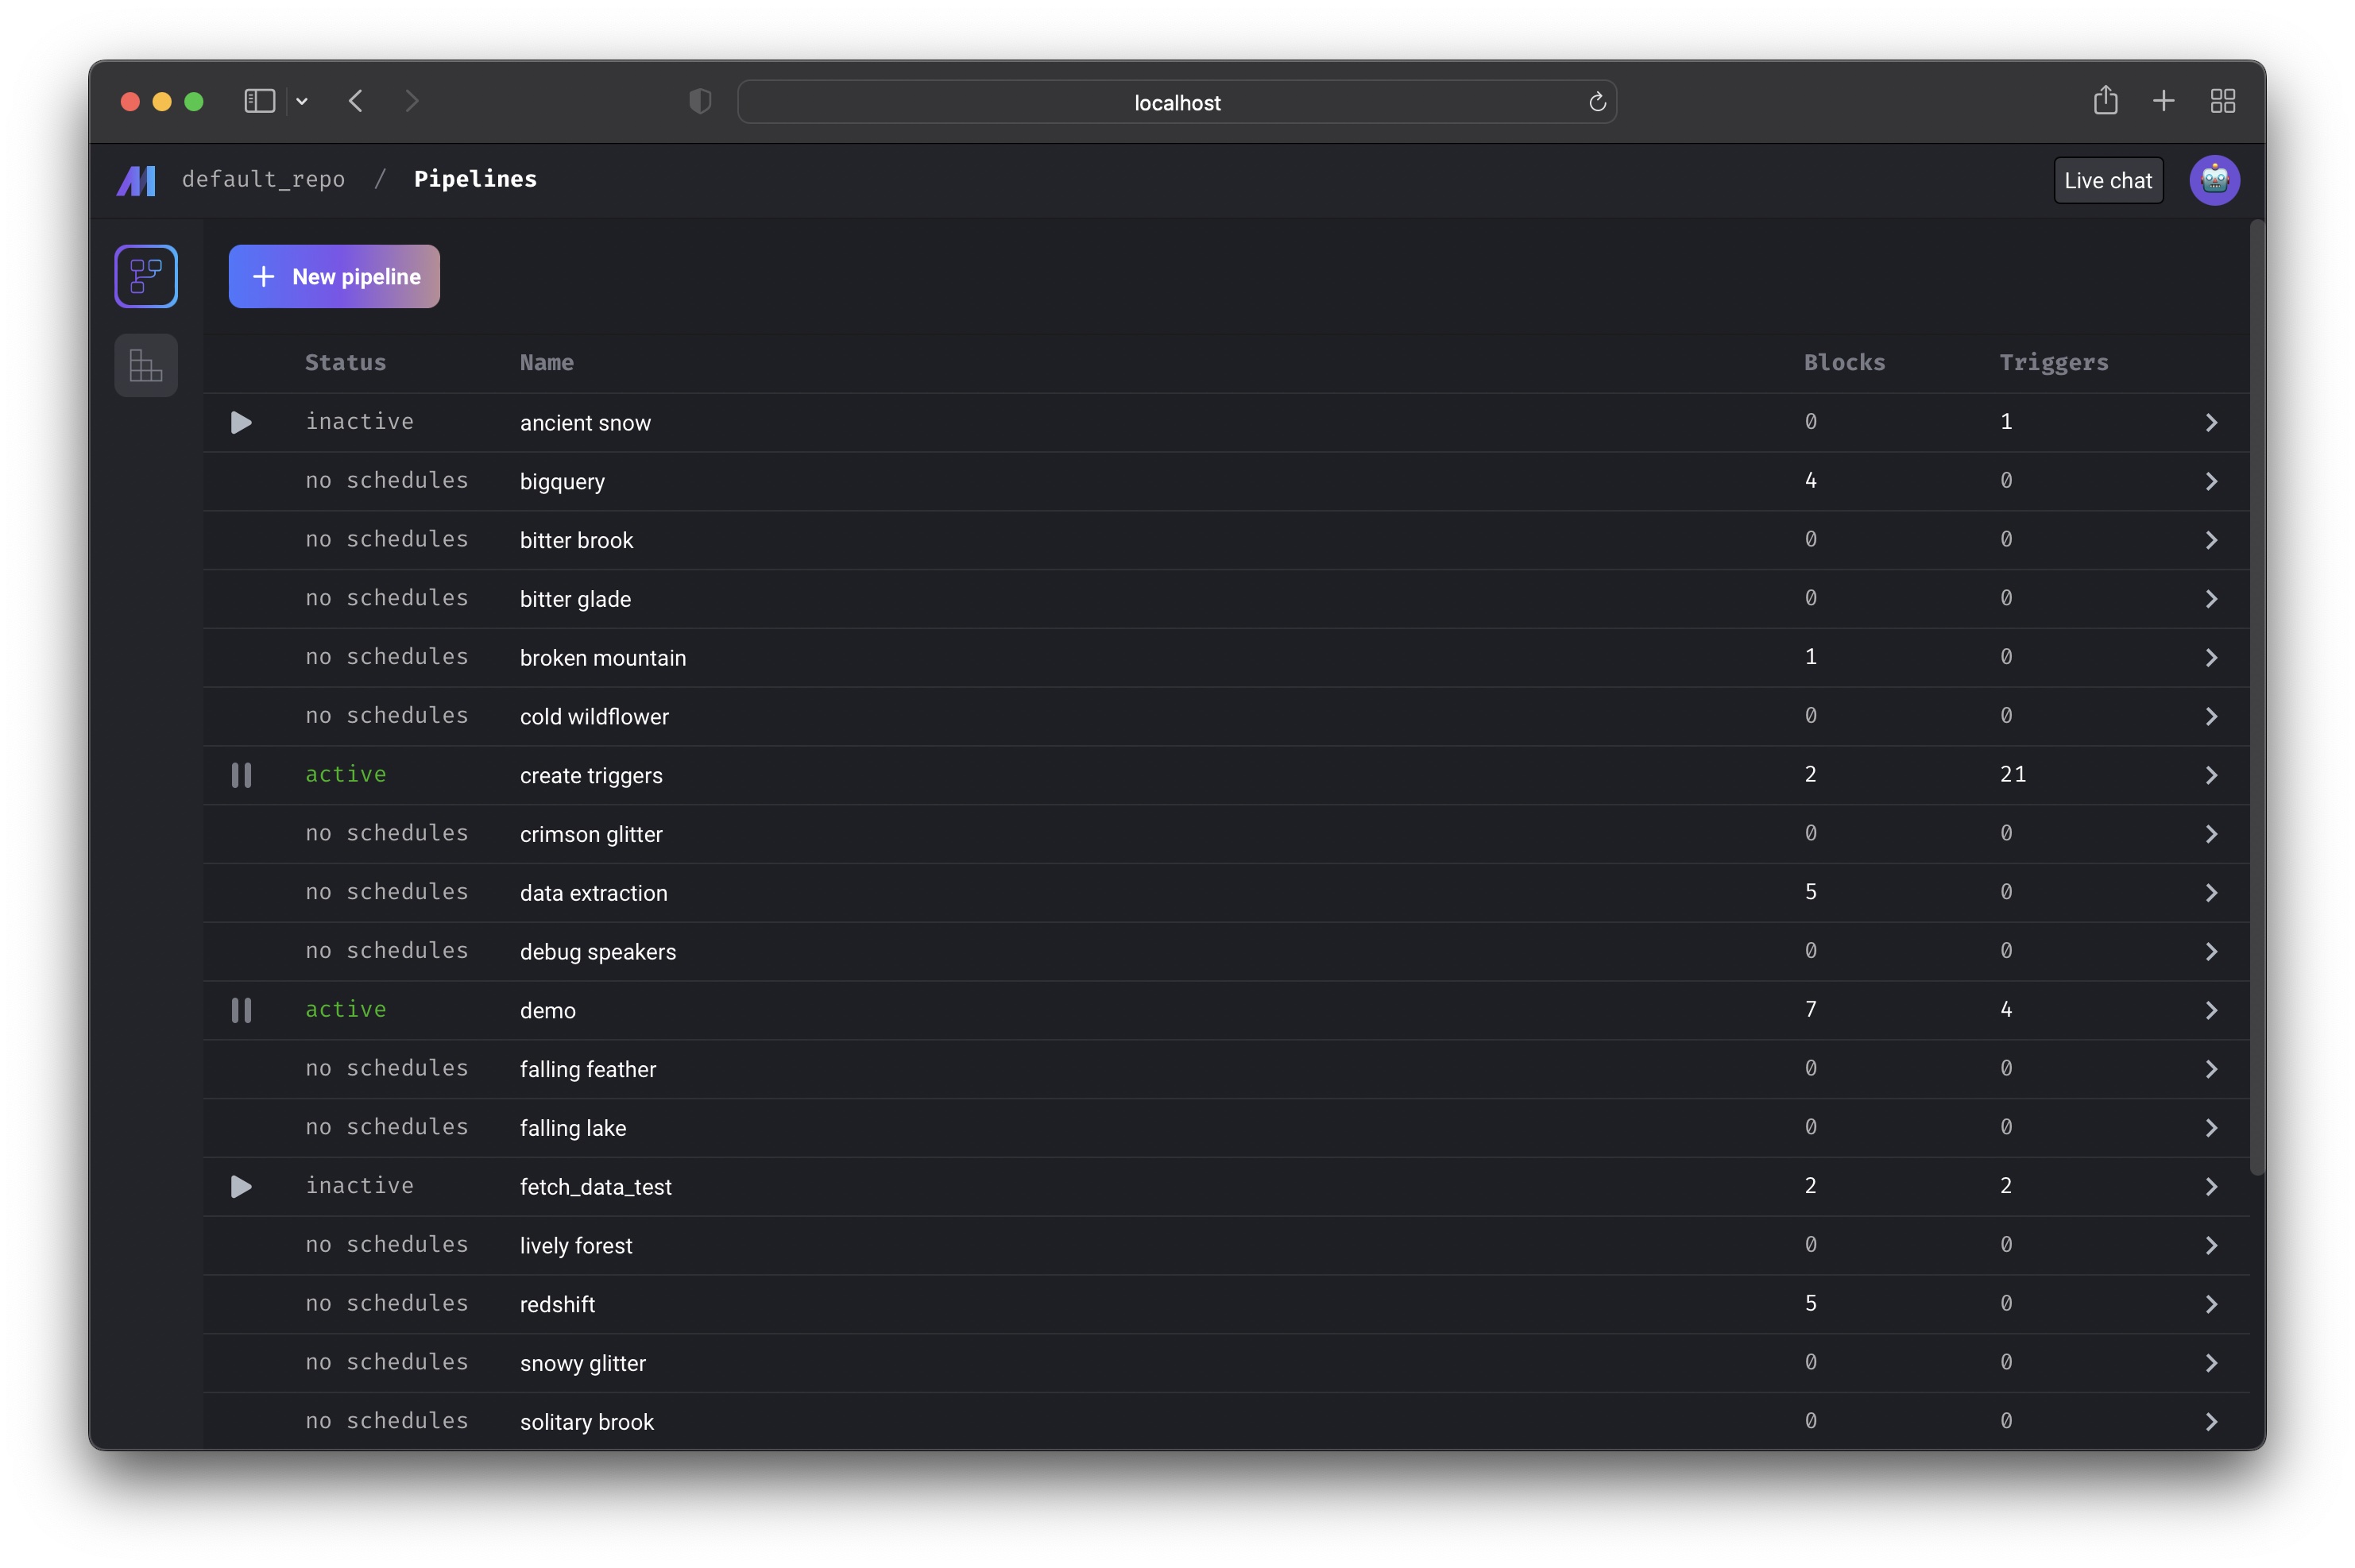 localhost
default_repo / Pipelines Live chat
+ New pipeline
Status Name Blocks Triggers
inactive ancient snow 0 1
no schedules bigquery 4 0
no schedules bitter brook 0 0
no schedules bitter glade 0 0
no schedules broken mountain 1 0
no schedules cold wildflower 0 0
active create triggers 2 21
no schedules crimson glitter 0 0
no schedules data extraction 5 0
no schedules debug speakers 0 0
active demo 7 4
no schedules falling feather 0 0
no schedules falling lake 0 0
inactive fetch_data_test 2 2
no schedules lively forest 0 0
no schedules redshift 5 0
no schedules snowy glitter 0 0
no schedules solitary brook 0 0